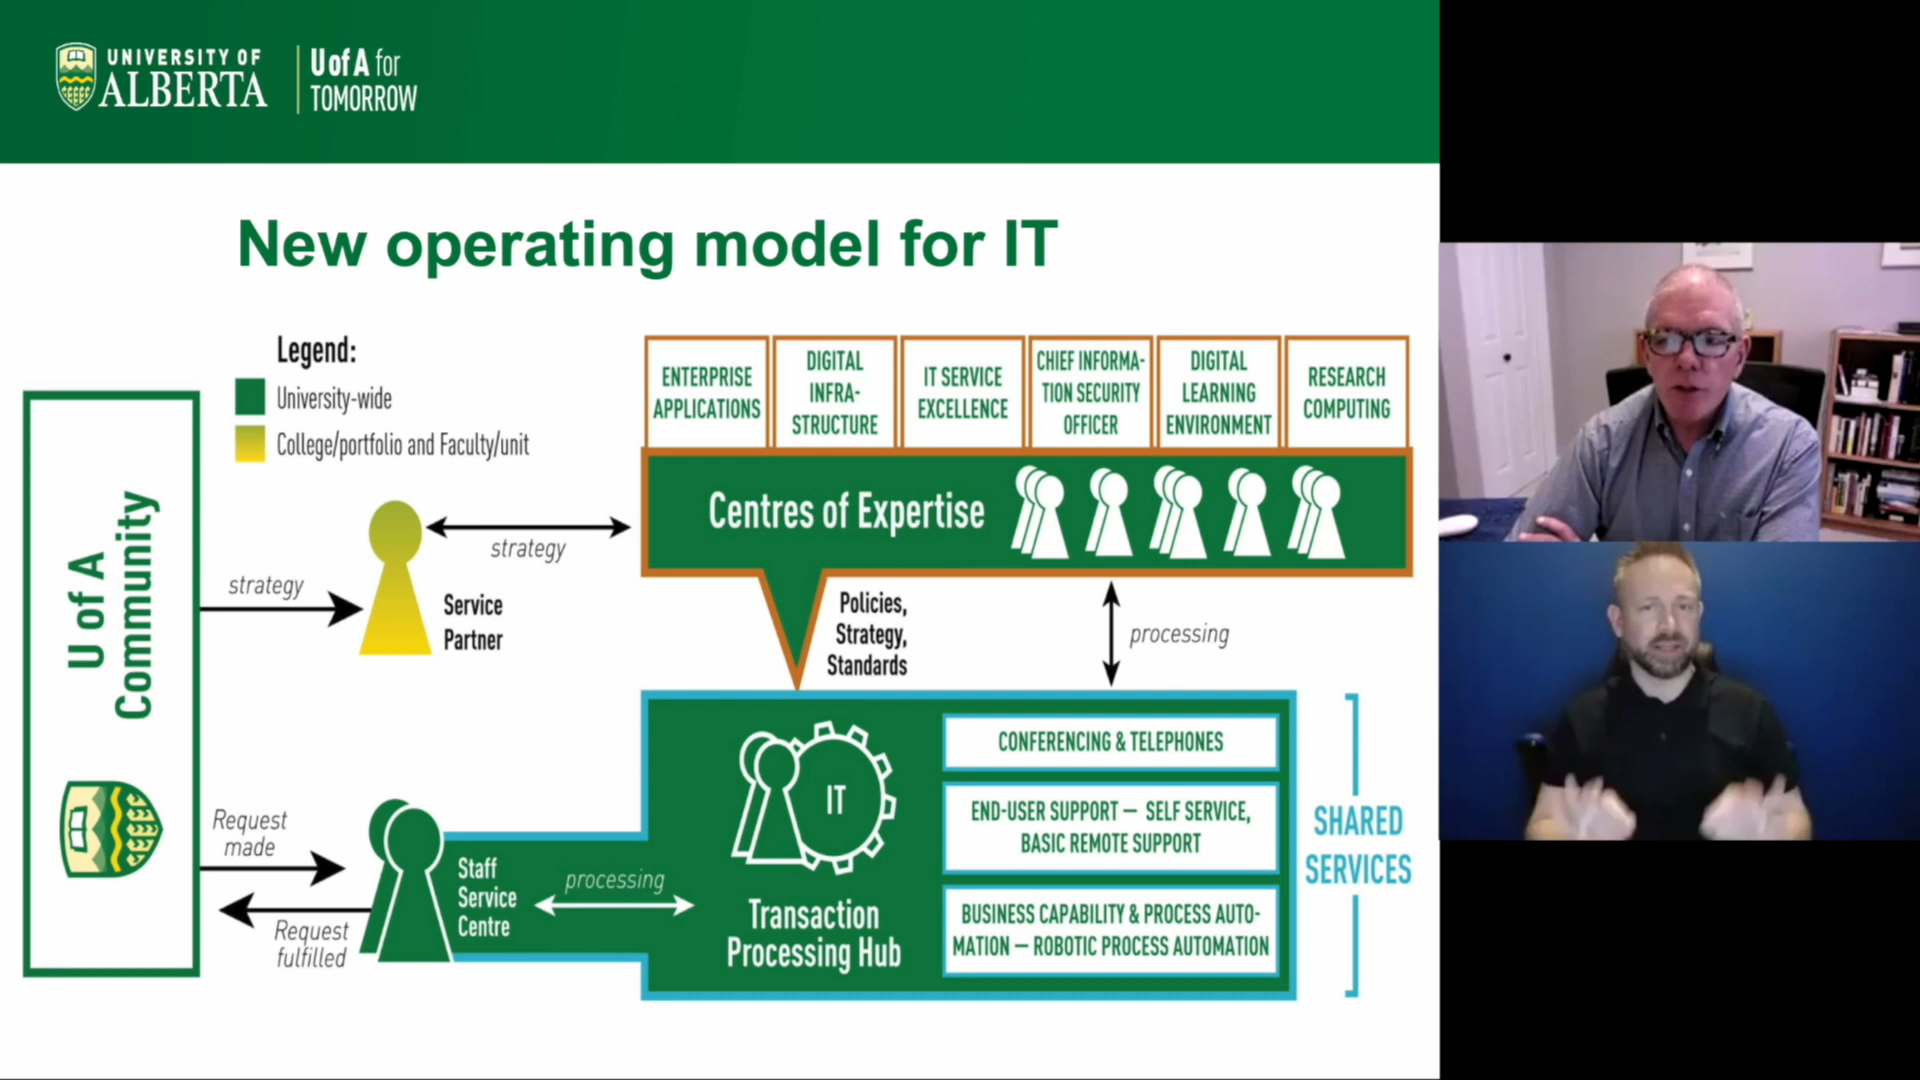 UNIVERSITY OF
ALBERTA
U of A for
TOMORROW
New operating model for IT
Legend:
University-wide
College/portfolio and Faculty/unit
U of A
Community
strategy
Service
Partner
strategy
ENTERPRISE
APPLICATIONS
DIGITAL
INFRA-
STRUCTURE
IT SERVICE
EXCELLENCE
CHIEF INFORMA-
TION SECURITY
OFFICER
DIGITAL
LEARNING
ENVIRONMENT
RESEARCH
COMPUTING
Centres of Expertise
Policies,
Strategy,
Standards
processing
Request
made
Request
fulfilled
Staff
Service
Centre
processing
IT
Transaction
Processing Hub
CONFERENCING & TELEPHONES
END-USER SUPPORT — SELF SERVICE,
BASIC REMOTE SUPPORT
BUSINESS CAPABILITY & PROCESS AUTO-
MATION — ROBOTIC PROCESS AUTOMATION
SHARED
SERVICES